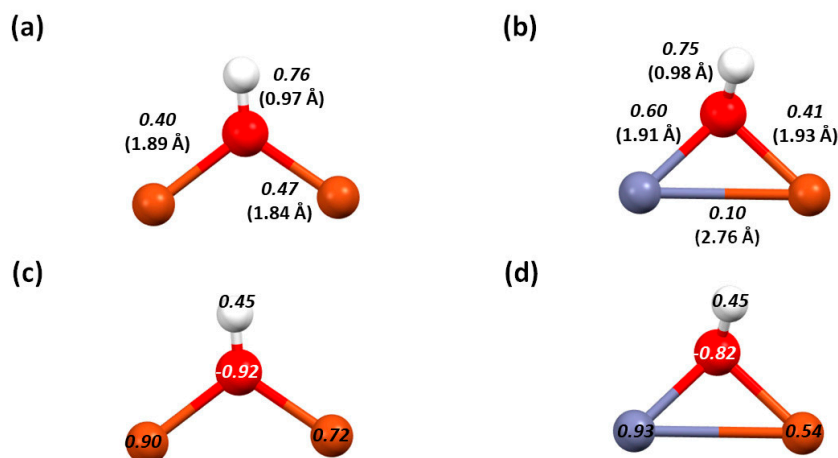 (a)
0.76
(0.97 Å)
0.40
(1.89 Å)
0.47
(1.84 Å)
(b)
0.75
(0.98 Å)
0.60
(1.91 Å)
0.41
(1.93 Å)
0.10
(2.76 Å)
(c)
0.45
-0.92
0.90
0.72
(d)
0.45
-0.82
0.93
0.54